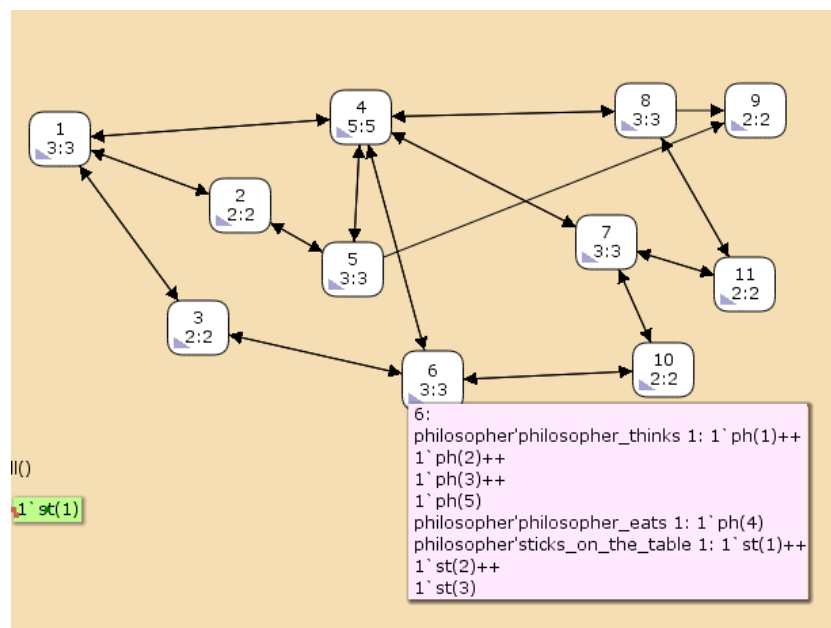 1
3:3
4
5:5
8
3:3
9
2:2
2
2:2
5
3:3
7
3:3
11
2:2
3
2:2
6
3:3
10
2:2
6:
philosopher'philosopher_thinks 1: 1`ph(1)++
1`ph(2)++
1`ph(3)++
1`ph(5)
philosopher'philosopher_eats 1: 1`ph(4)
philosopher'sticks_on_the_table 1: 1`st(1)++
1`st(2)++
1`st(3)
ll()
1`st(1)